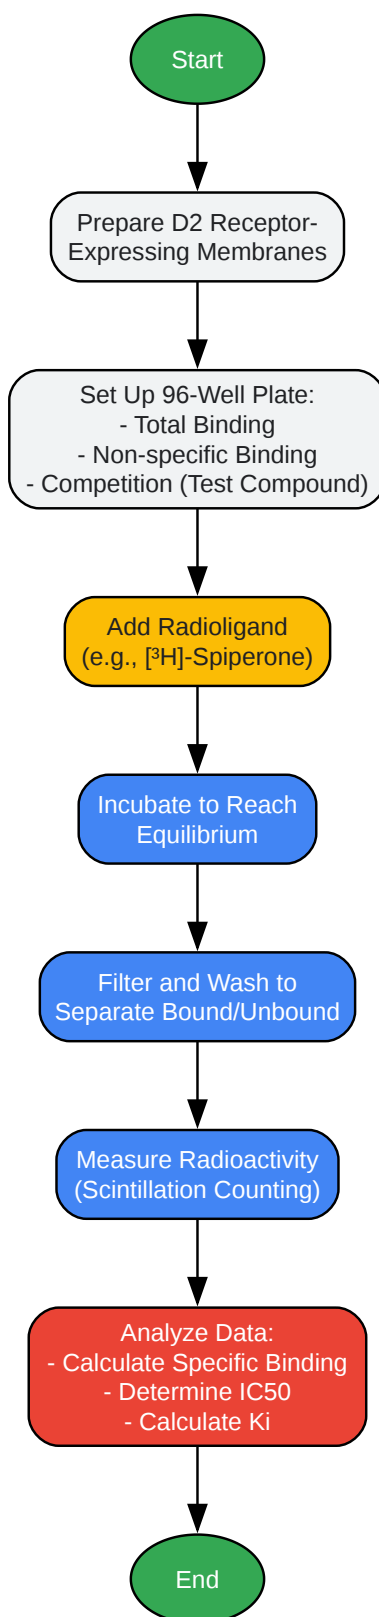 Start
Prepare D2 Receptor-
Expressing Membranes
Set Up 96-Well Plate:
- Total Binding
- Non-specific Binding
- Competition (Test Compound)
Add Radioligand
(e.g., [³H]-Spiperone)
Incubate to Reach
Equilibrium
Filter and Wash to
Separate Bound/Unbound
Measure Radioactivity
(Scintillation Counting)
Analyze Data:
- Calculate Specific Binding
- Determine IC50
- Calculate Ki
End